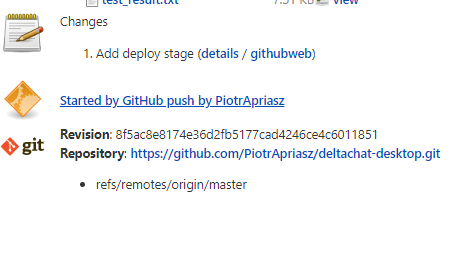 test_result.txt 7.31 KB view
Changes
1. Add deploy stage (details / githubweb)
Started by GitHub push by PiotrApriasz
git
Revision: 8f5ac8e8174e36d2fb5177cad4246ce4c6011851
Repository: https://github.com/PiotrApriasz/deltachat-desktop.git
• refs/remotes/origin/master